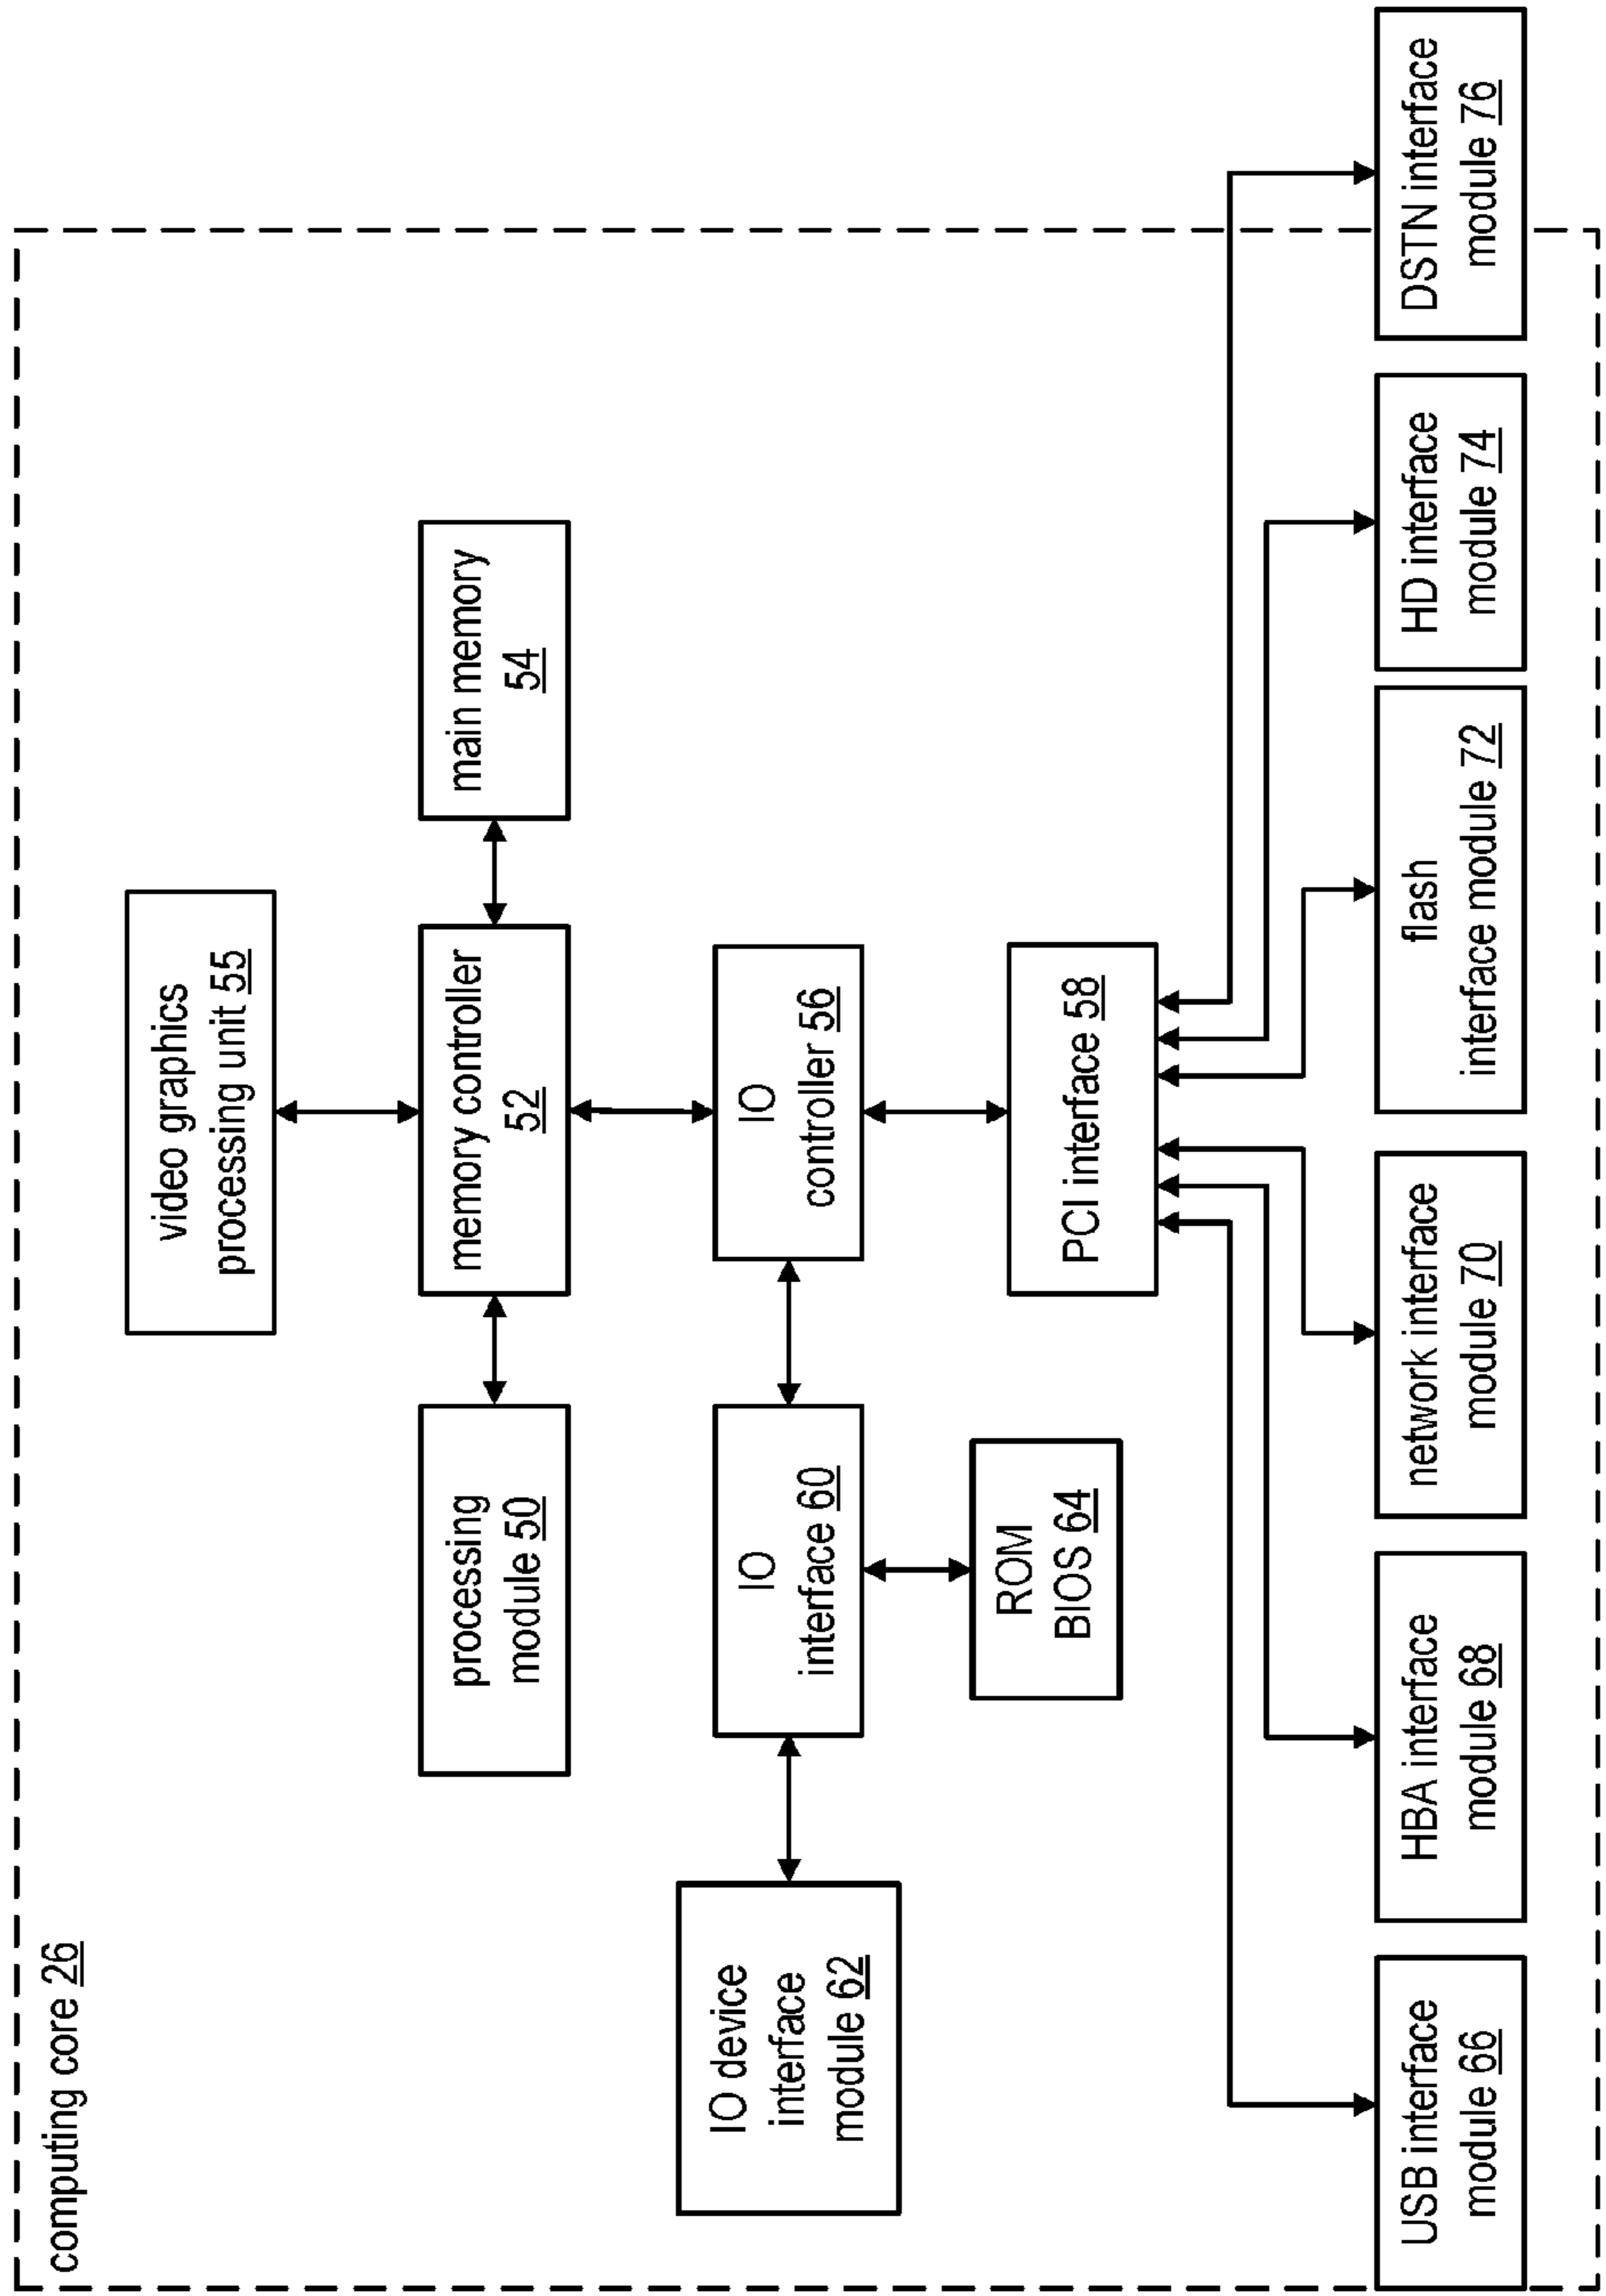 computing core 26
video graphics
processing unit 55
processing
module 50
memory controller
52
main memory
54
IO device
interface
module 62
IO
interface 60
IO
controller 56
ROM
BIOS 64
PCI interface 58
USB interface
module 66
HBA interface
module 68
network interface
module 70
flash
interface module 72
HD interface
module 74
DSTN interface
module 76